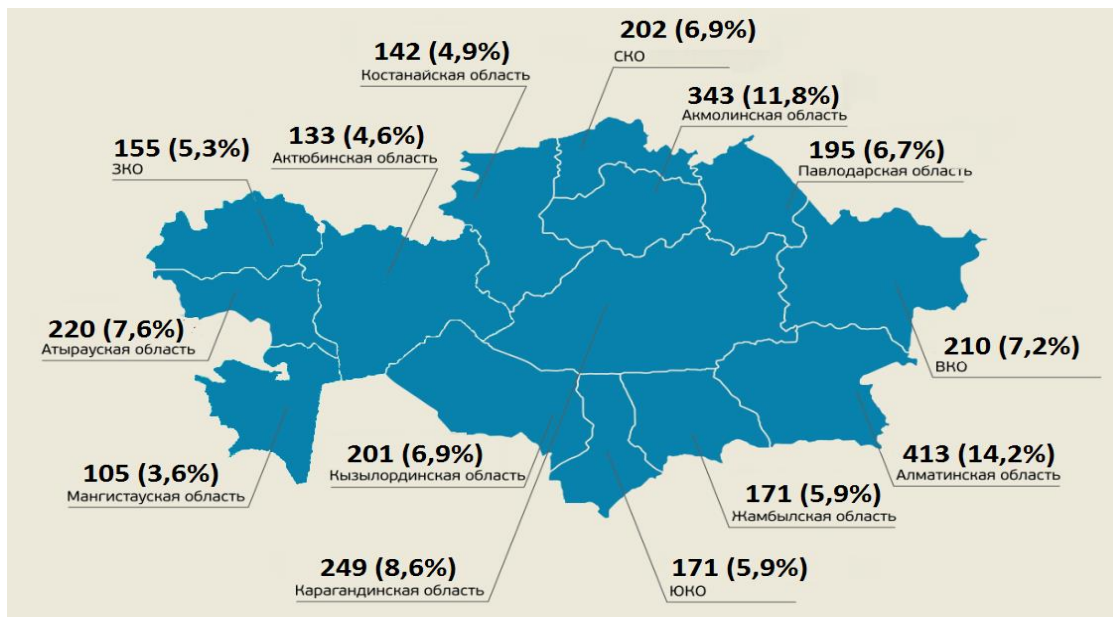 202 (6,9%)
СКО
142 (4,9%)
Костанайская область
343 (11,8%)
Акмолинская область
133 (4,6%)
Актюбинская область
155 (5,3%)
ЗКО
195 (6,7%)
Павлодарская область
220 (7,6%)
Атырауская область
210 (7,2%)
ВКО
105 (3,6%)
Мангистауская область
201 (6,9%)
Кызылординская область
413 (14,2%)
Алматинская область
171 (5,9%)
Жамбылская область
249 (8,6%)
Карагандинская область
171 (5,9%)
ЮКО